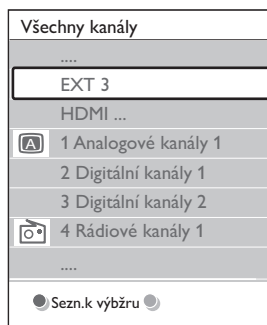 Všechny kanály
....
EXT 3
HDMI ...
A 1 Analogové kanály 1
2 Digitální kanály 1
3 Digitální kanály 2
4 Rádiové kanály 1
....
Sezn.k výbžru